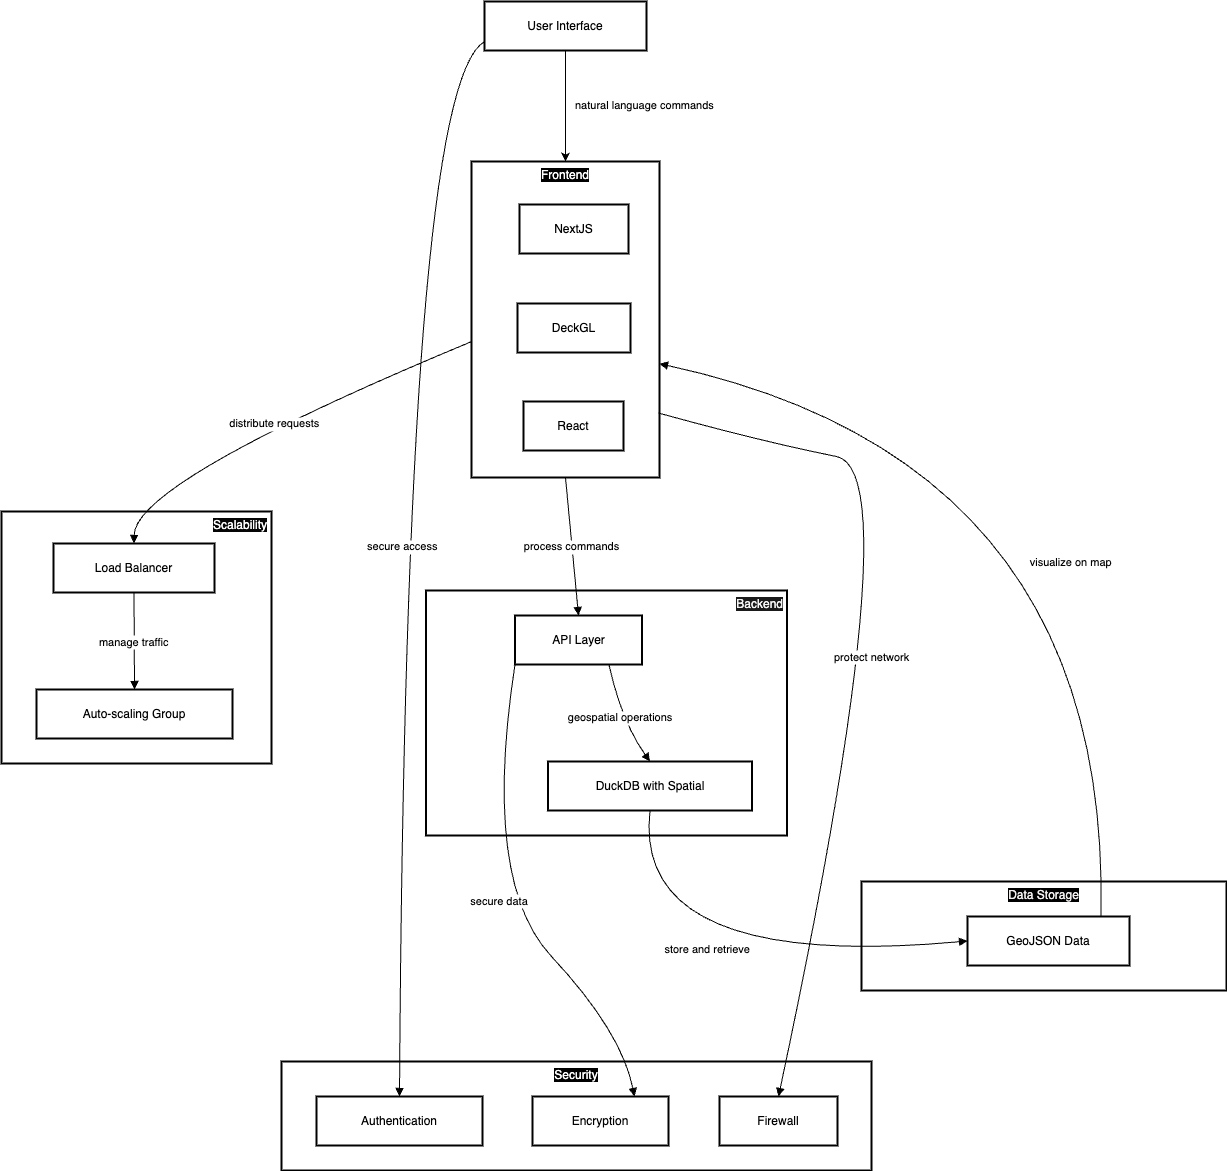 User Interface
natural language commands
Frontend
NextJS
DeckGL
React
distribute requests
Scalability
Load Balancer
manage traffic
Auto-scaling Group
secure access
process commands
visualize on map
Backend
API Layer
protect network
geospatial operations
DuckDB with Spatial
secure data
store and retrieve
Data Storage
GeoJSON Data
Security
Authentication
Encryption
Firewall